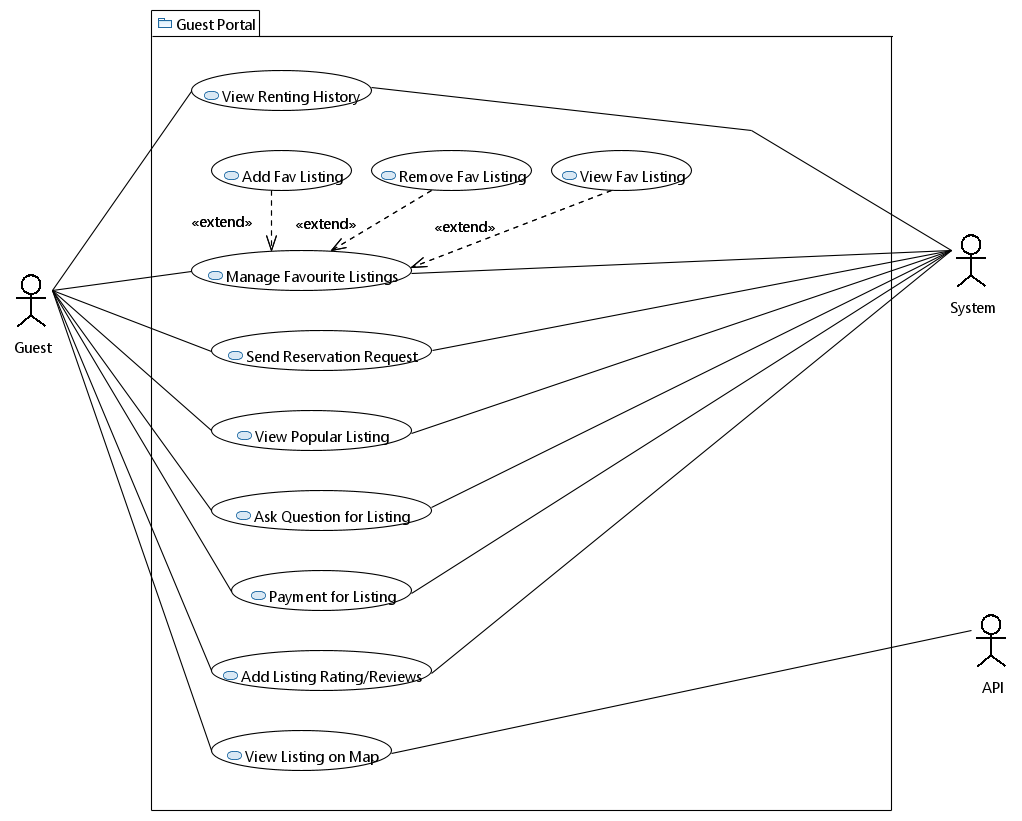 Guest Portal
View Renting History
Add Fav Listing
Remove Fav Listing
View Fav Listing
«extend»
«extend»
«extend»
Manage Favourite Listings
System
Guest
Send Reservation Request
View Popular Listing
Ask Question for Listing
Payment for Listing
Add Listing Rating/Reviews
API
View Listing on Map